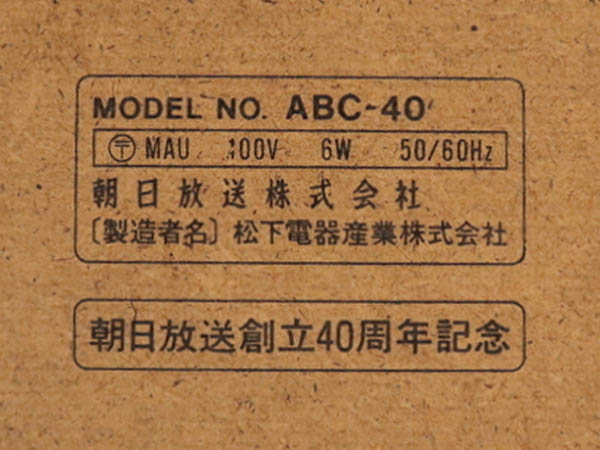 MODEL NO. ABC-40
〶 MAU 100V 6W 50/60Hz
朝日放送株式会社
〔製造者名〕松下電器産業株式会社
朝日放送創立40周年記念